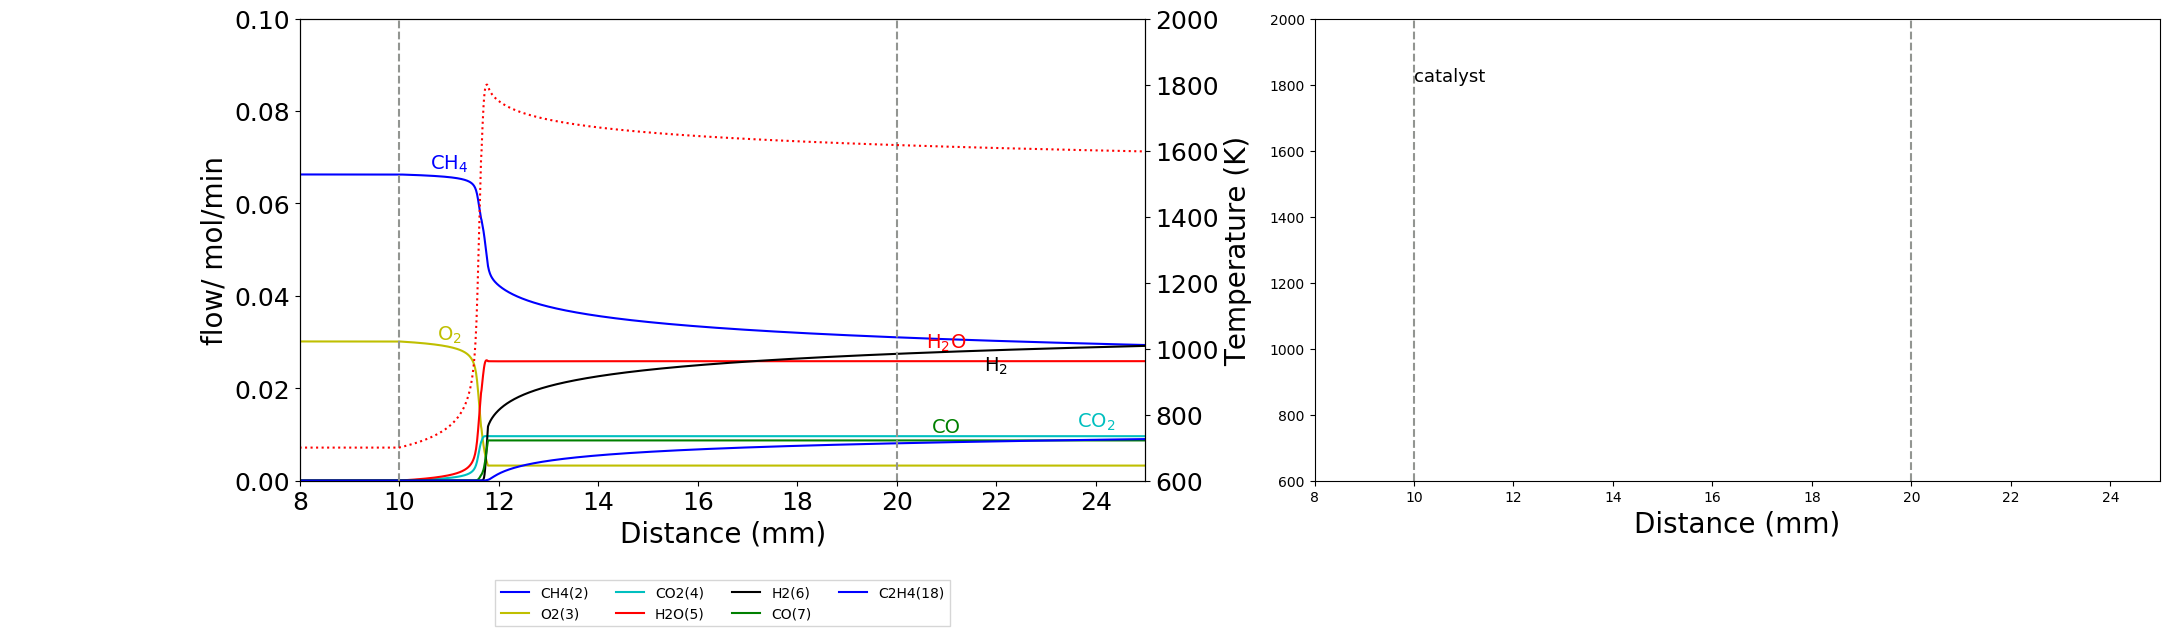 0.10
0.08
0.06
0.04
0.02
0.00
flow/ mol/min
8 10 12 14 16 18 20 22 24
Distance (mm)
2000
1800
1600
1400
1200
1000
800
600
Temperature (K)
CH4
O2
H2O
H2
CO
CO2
CH4(2) CO2(4) H2(6) C2H4(18)
O2(3) H2O(5) CO(7)
2000
1800
1600
1400
1200
1000
800
600
catalyst
8 10 12 14 16 18 20 22 24
Distance (mm)